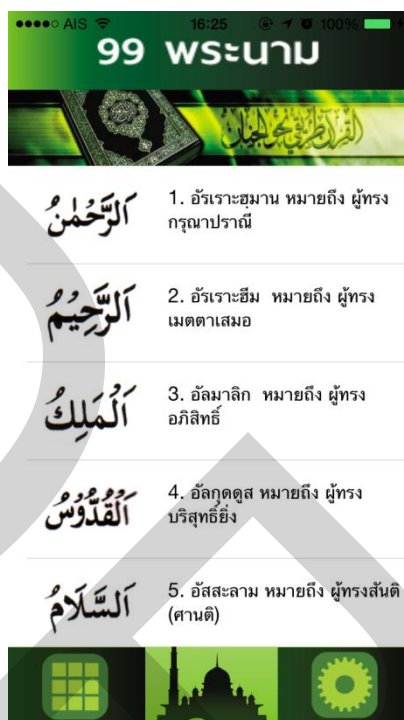 AIS 16:25 100%
99 พระนาม
القرآن طريقي نحو الجنان
اَلرَّحْمٰنُ
1. อัรเราะฮฺมาน หมายถึง ผู้ทรง
กรุณาปราณี
اَلرَّحِيْمُ
2. อัรเราะฮีม หมายถึง ผู้ทรง
เมตตาเสมอ
اَلْمَلِكُ
3. อัลมาลิก หมายถึง ผู้ทรง
อภิสิทธิ์
اَلْقُدُّوْسُ
4. อัลกุดดูส หมายถึง ผู้ทรง
บริสุทธิ์ยิ่ง
اَلسَّلَامُ
5. อัสสะลาม หมายถึง ผู้ทรงสันติ
(ศานติ)